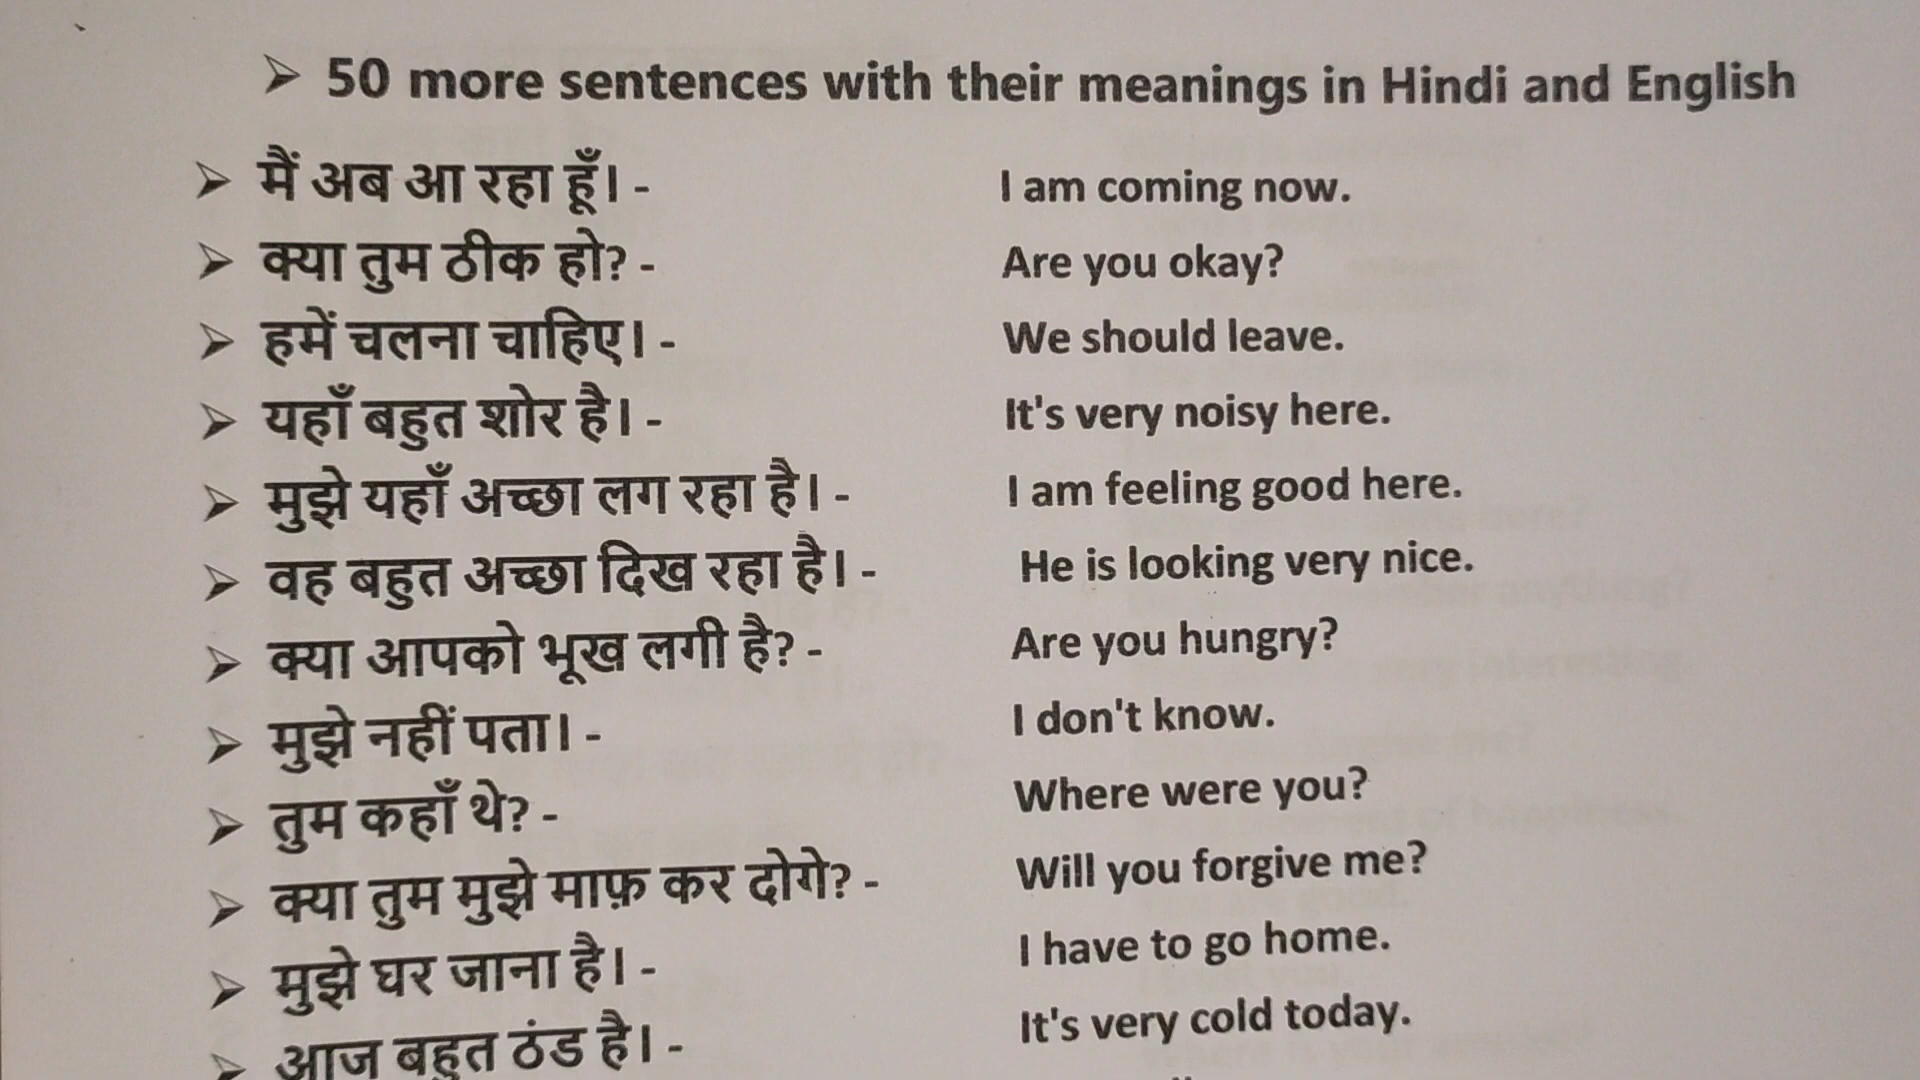 ➢ 50 more sentences with their meanings in Hindi and English
➢ मैं अब आ रहा हूँ। - I am coming now.
➢ क्या तुम ठीक हो? - Are you okay?
➢ हमें चलना चाहिए। - We should leave.
➢ यहाँ बहुत शोर है। - It's very noisy here.
➢ मुझे यहाँ अच्छा लग रहा है। - I am feeling good here.
➢ वह बहुत अच्छा दिख रहा है। - He is looking very nice.
➢ क्या आपको भूख लगी है? - Are you hungry?
➢ मुझे नहीं पता। - I don't know.
➢ तुम कहाँ थे? - Where were you?
➢ क्या तुम मुझे माफ़ कर दोगे? - Will you forgive me?
➢ मुझे घर जाना है। - I have to go home.
➢ आज बहुत ठंड है। - It's very cold today.